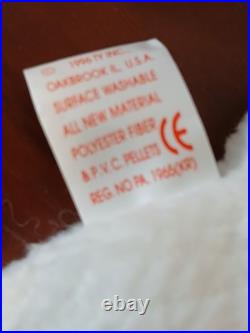 © 1996 TY INC.,
OAKBROOK IL, U.S.A.
SURFACE WASHABLE
ALL NEW MATERIAL
POLYESTER FIBER
& P.V.C. PELLETS CE
REG. NO PA. 1965(KR)